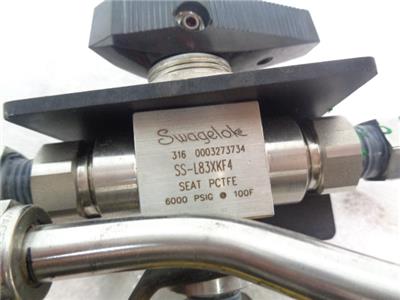 Swagelok
316 0003273734
SS-L83XKF4
SEAT PCTFE
6000 PSIG @ 100F